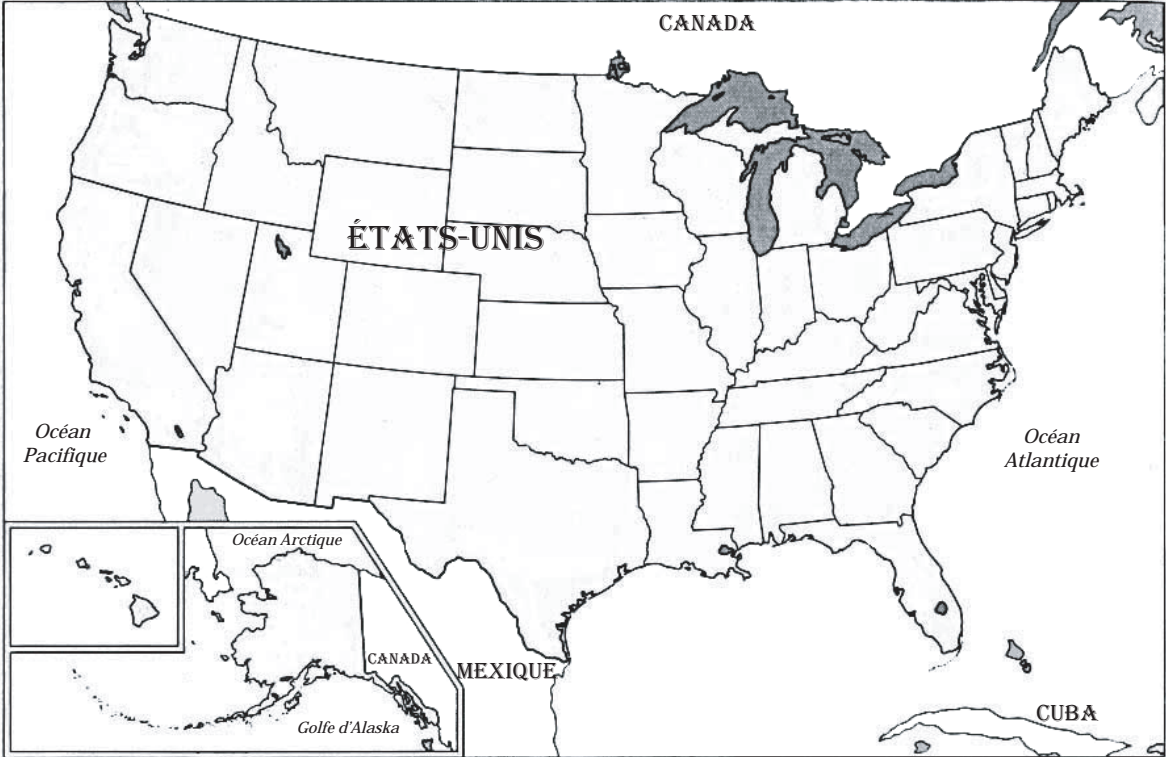 CANADA
ÉTATS-UNIS
Océan
Pacifique
Océan
Atlantique
Océan Arctique
CANADA
MEXIQUE
Golfe d'Alaska
CUBA